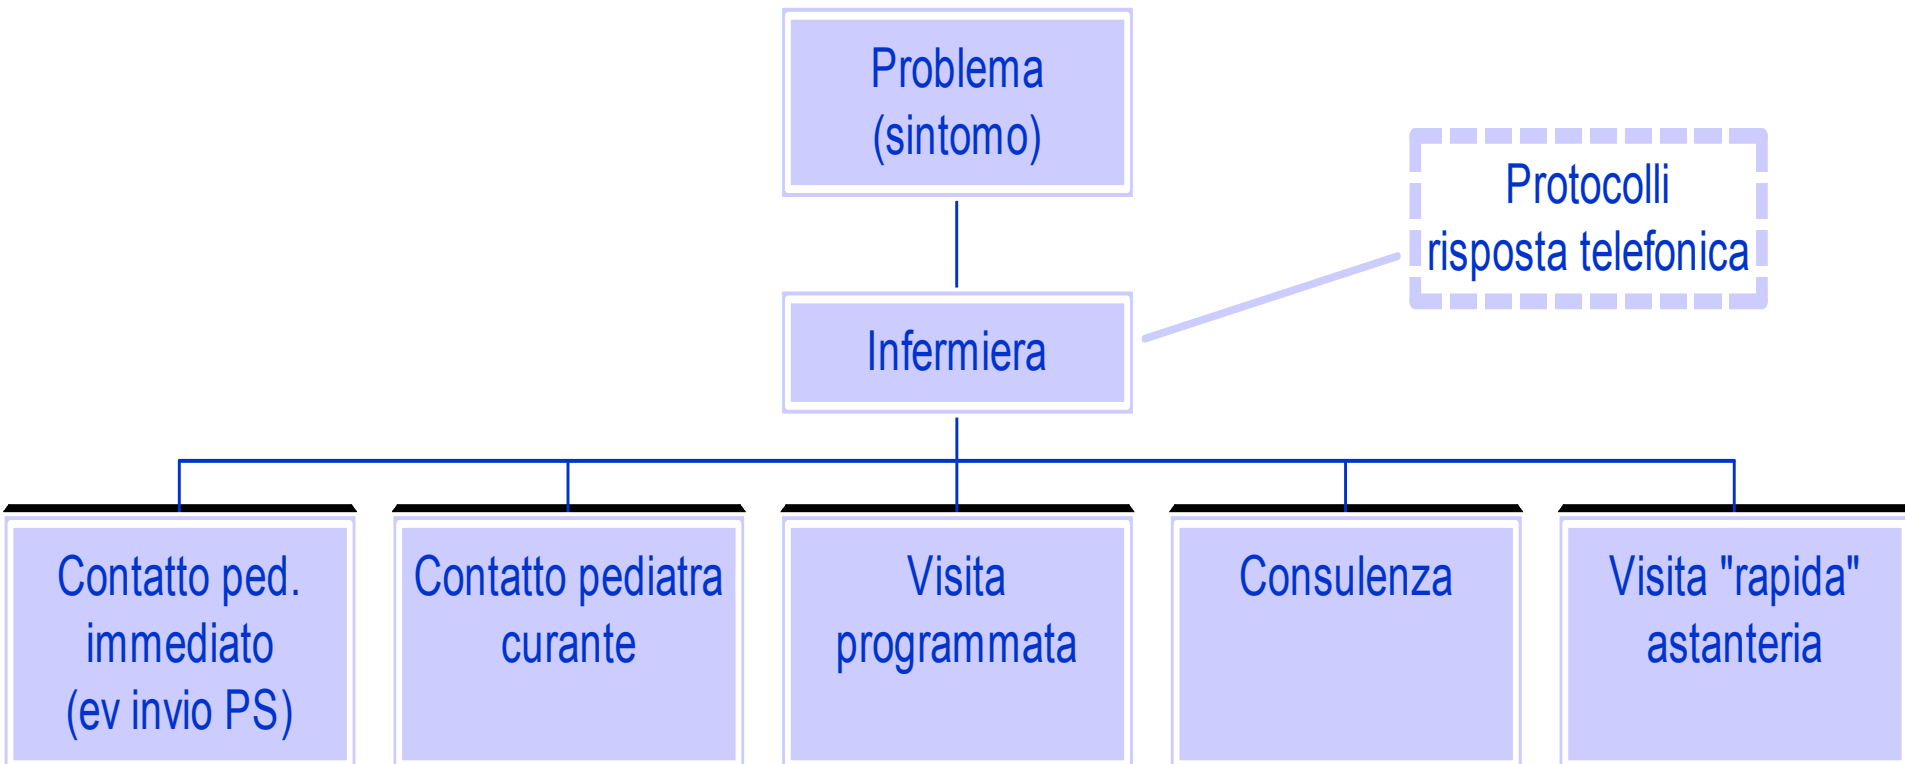 Problema
(sintomo)
Protocolli
risposta telefonica
Infermiera
Contatto ped.
immediato
(ev invio PS)
Contatto pediatra
curante
Visita
programmata
Consulenza
Visita "rapida"
astanteria